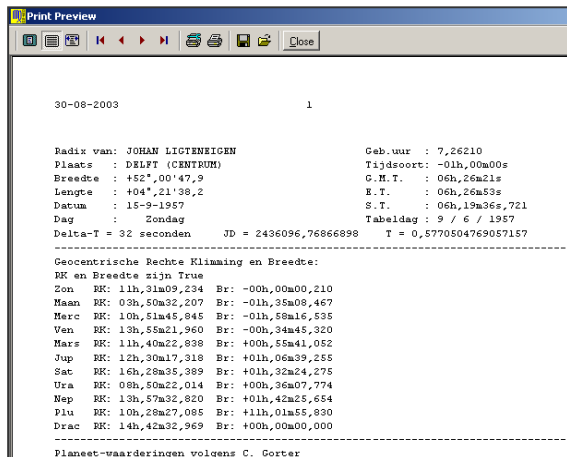 Print Preview
Close
30-08-2003 1
Radix van: JOHAN LIGTENEIGEN Geb.uur : 7,26210
Plaats : DELFT (CENTRUM) Tijdsoort: -01h,00m00s
Breedte : +52°,00'47,9 G.M.T. : 06h,26m21s
Lengte : +04°,21'38,2 E.T. : 06h,26m53s
Datum : 15-9-1957 S.T. : 06h,19m36s,721
Dag : Zondag Tabeldag : 9 / 6 / 1957
Delta-T = 32 seconden JD = 2436096,76866898 T = 0,5770504769057157
Geocentrische Rechte Klimming en Breedte:
RK en Breedte zijn True
Zon RK: 11h,31m09,234 Br: -00h,00m00,210
Maan RK: 03h,50m32,207 Br: -01h,35m08,467
Merc RK: 10h,51m45,845 Br: -01h,58m16,535
Ven RK: 13h,55m21,960 Br: -00h,34m45,320
Mars RK: 11h,40m22,838 Br: +00h,55m41,052
Jup RK: 12h,30m17,318 Br: +01h,06m39,255
Sat RK: 16h,28m35,389 Br: +01h,32m24,275
Ura RK: 08h,50m22,014 Br: +00h,36m07,774
Nep RK: 13h,57m32,820 Br: +01h,42m25,654
Plu RK: 10h,28m27,085 Br: +11h,01m55,830
Drac RK: 14h,42m32,969 Br: +00h,00m00,000
Planeet-waarderingen volgens C. Gorter